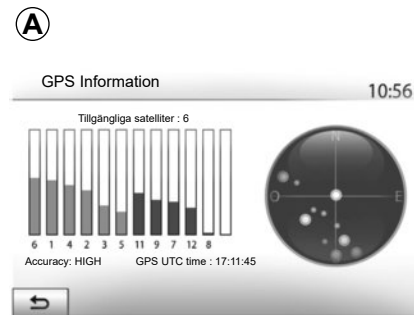 A
GPS Information 10:56
Tillgängliga satelliter : 6
N
O E
6 1 4 2 3 5 11 9 7 12 8
Accuracy: HIGH GPS UTC time : 17:11:45